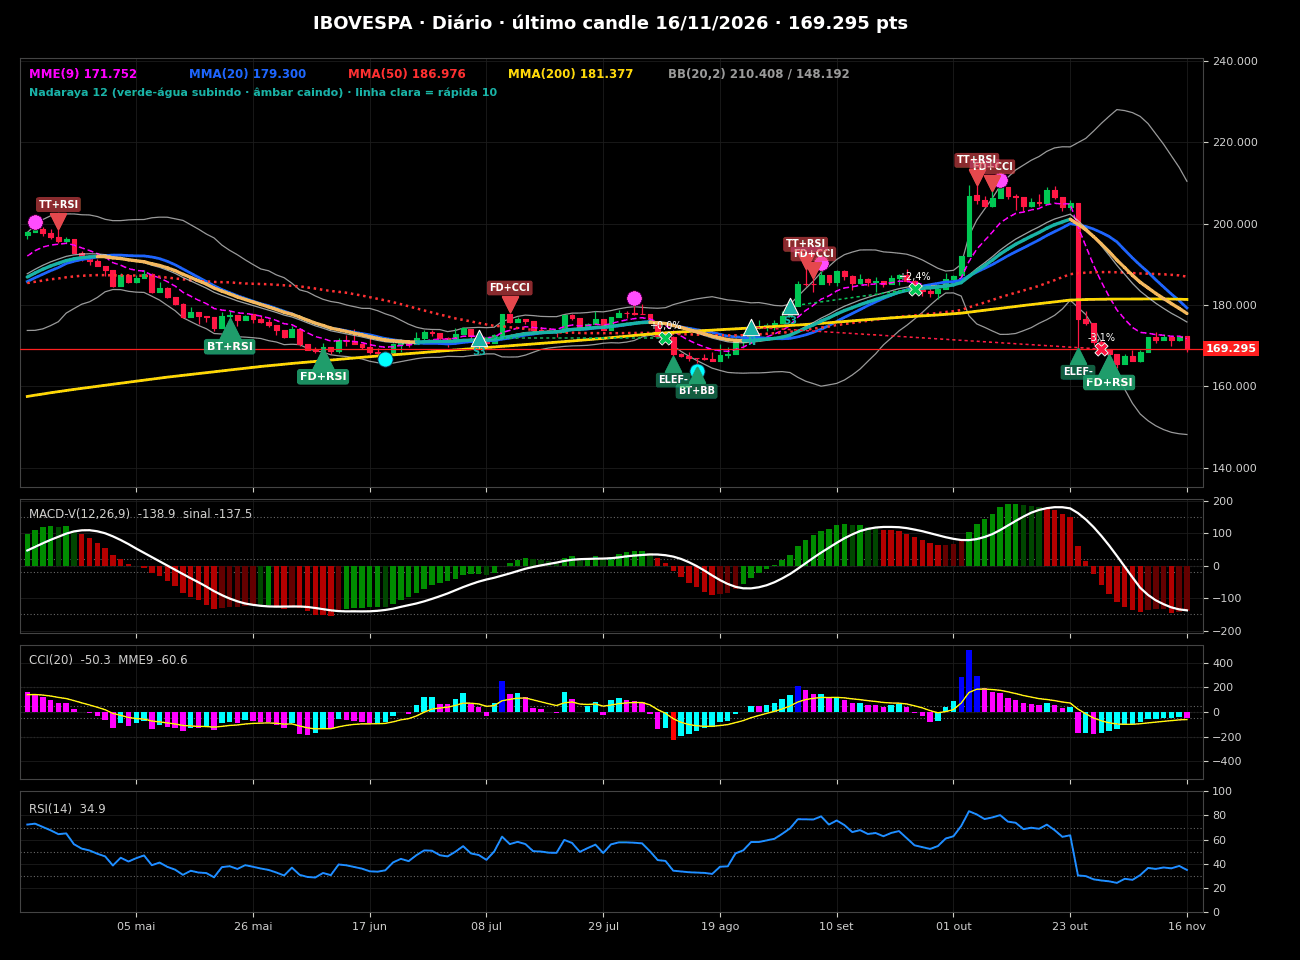 IBOVESPA · Diário · último candle 16/11/2026 · 169.295 pts
MME(9) 171.752 MMA(20) 179.300 MMA(50) 186.976 MMA(200) 181.377 BB(20,2) 210.408 / 148.192
Nadaraya 12 (verde-água subindo · âmbar caindo) · linha clara = rápida 10
240.000
220.000
200.000
180.000
169.295
160.000
140.000
TT+RSI
BT+RSI
FD+RSI
S3
FD+CCI
+0,0%
ELEF-
BT+BB
TT+RSI
FD+CCI
S3
+2,4%
TT+RSI
FD+CCI
-3,1%
ELEF-
FD+RSI
MACD-V(12,26,9) -138.9 sinal -137.5
200
100
0
−100
−200
CCI(20) -50.3 MME9 -60.6
400
200
0
−200
−400
RSI(14) 34.9
100
80
60
40
20
0
05 mai 26 mai 17 jun 08 jul 29 jul 19 ago 10 set 01 out 23 out 16 nov